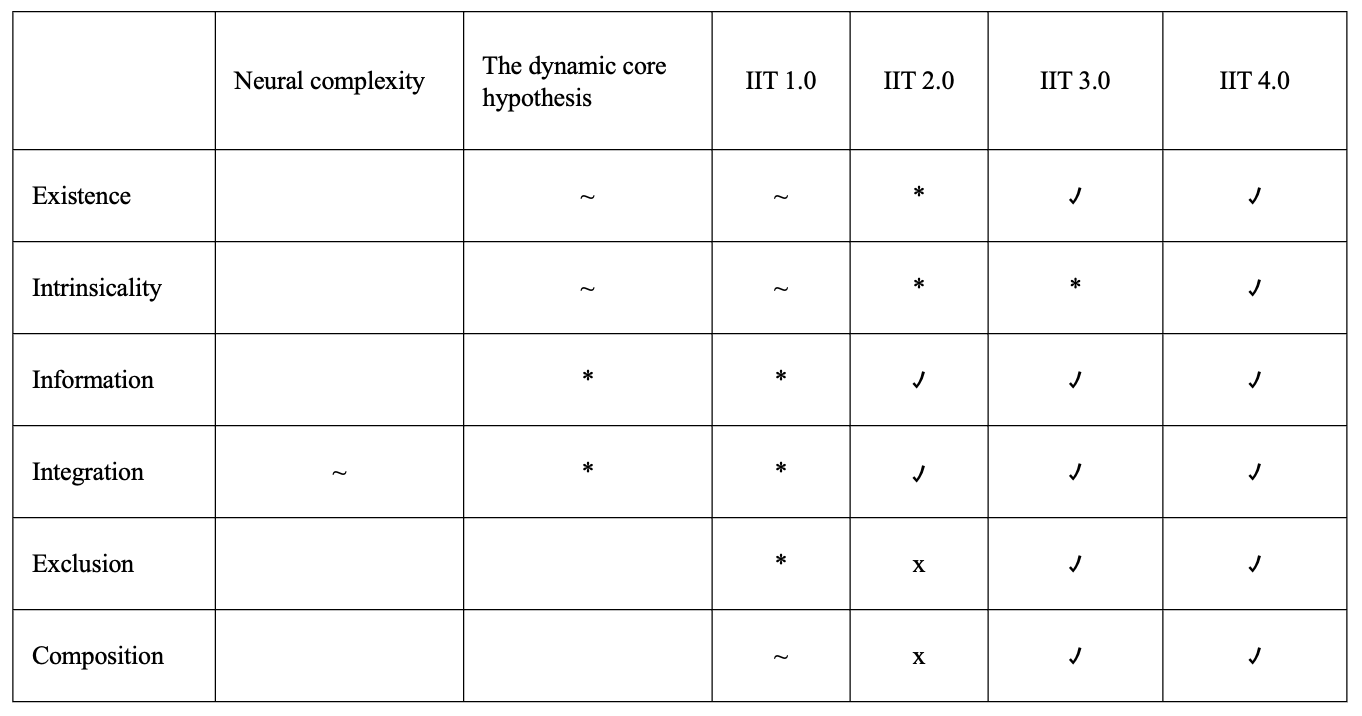 Neural complexity The dynamic core hypothesis IIT 1.0 IIT 2.0 IIT 3.0 IIT 4.0
Existence ~ ~ * ✓ ✓
Intrinsicality ~ ~ * * ✓
Information * * ✓ ✓ ✓
Integration ~ * * ✓ ✓ ✓
Exclusion * x ✓ ✓
Composition ~ x ✓ ✓